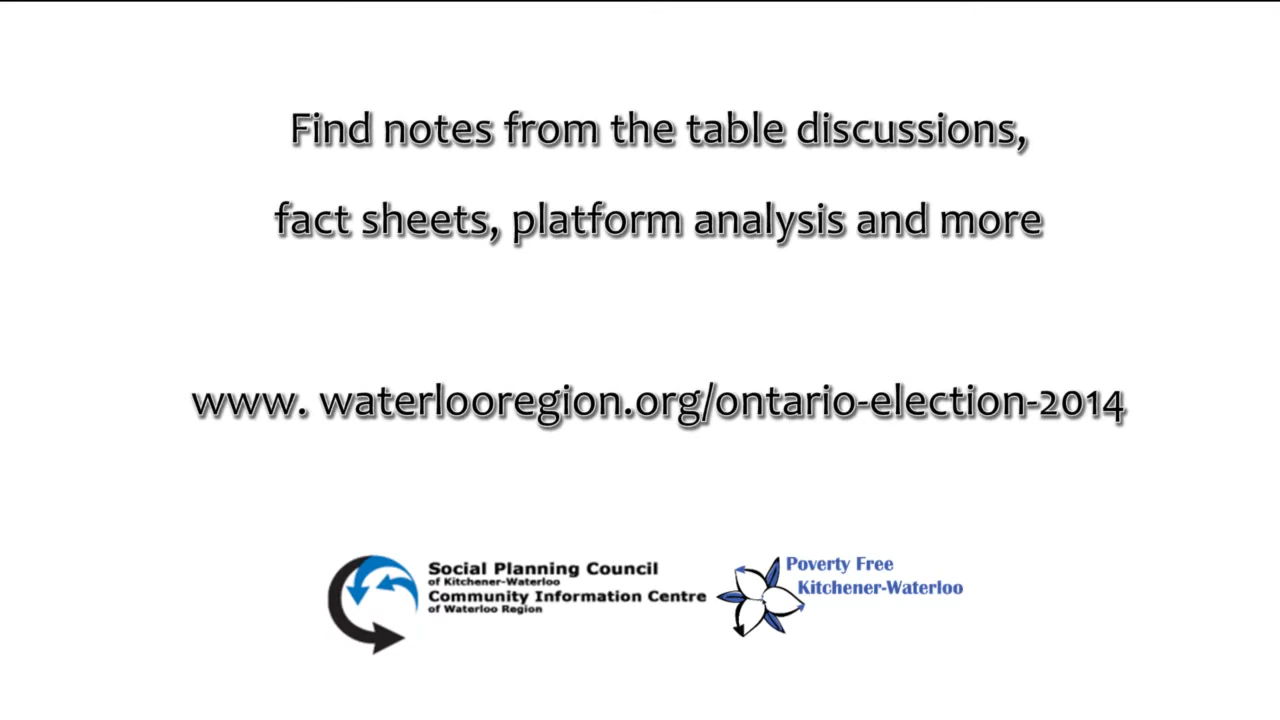 Find notes from the table discussions,
fact sheets, platform analysis and more
www. waterlooregion.org/ontario-election-2014
Social Planning Council
of Kitchener-Waterloo
Community Information Centre
of Waterloo Region
Poverty Free
Kitchener-Waterloo